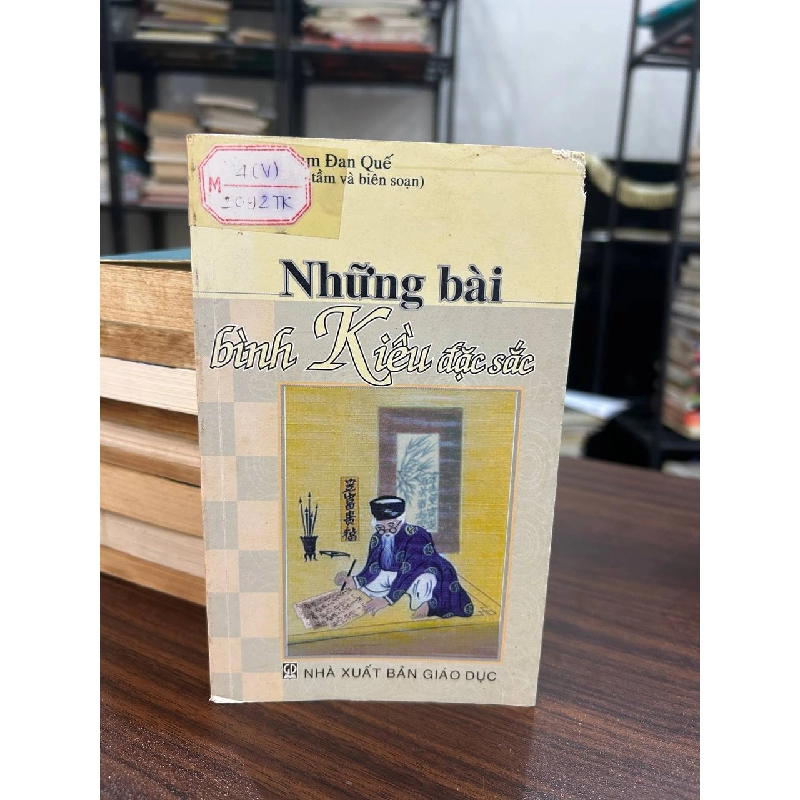 Đan Quế
tầm và biên soạn)
M 4(V)
2092TK
Những bài
bình Kiều đặc sắc
GD NHÀ XUẤT BẢN GIÁO DỤC